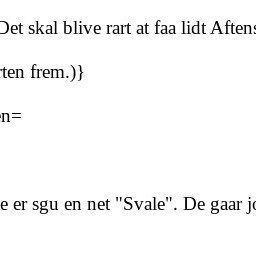 Det skal blive rart at faa lidt Aftens
rten frem.)}
en=
e er sgu en net "Svale". De gaar jo